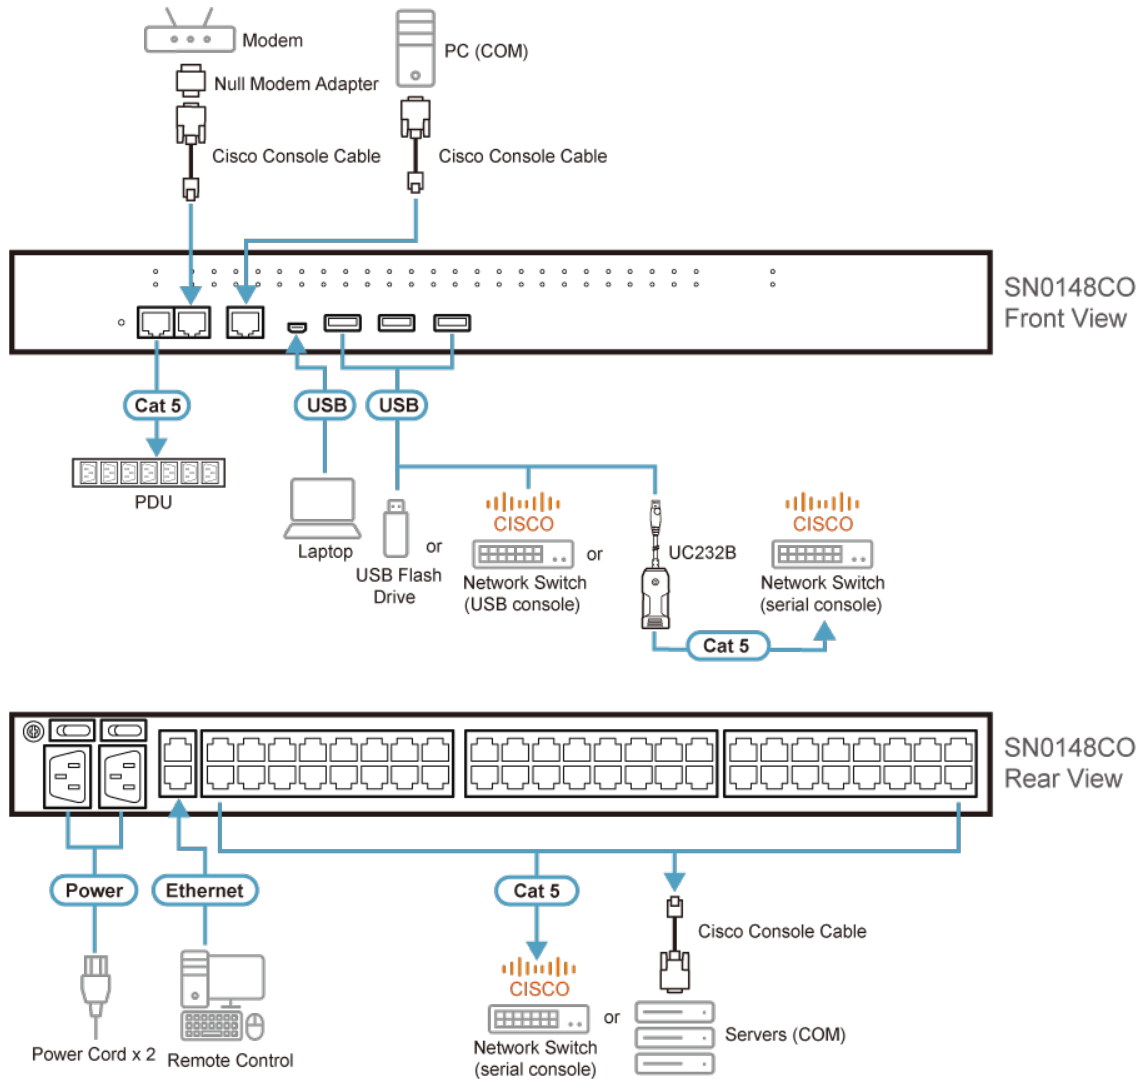 Modem
PC (COM)
Null Modem Adapter
Cisco Console Cable
Cisco Console Cable
SN0148CO
Front View
Cat 5
USB
USB
PDU
Laptop
USB Flash
Drive
or
CISCO
Network Switch
(USB console)
or
UC232B
CISCO
Network Switch
(serial console)
Cat 5
SN0148CO
Rear View
Power
Ethernet
Cat 5
Cisco Console Cable
Power Cord x 2
Remote Control
CISCO
Network Switch
(serial console)
or
Servers (COM)